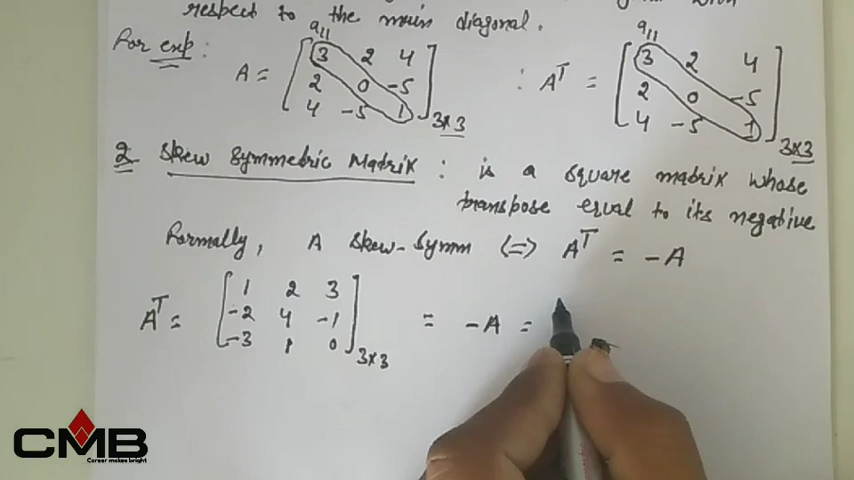 respect to the main diagonal.
For exp:
a11
A = [3 2 4
2 0 -5
4 -5 1] 3x3
: A^T =
a11
[3 2 4
2 0 -5
4 -5 1] 3x3
2 Skew Symmetric Matrix : is a square matrix whose
transpose equal to its negative
Formally, A Skew-Symm <=> A^T = -A
A^T = [1 2 3
-2 4 -1
-3 1 0] 3x3
= -A =
CMB
Career makes bright